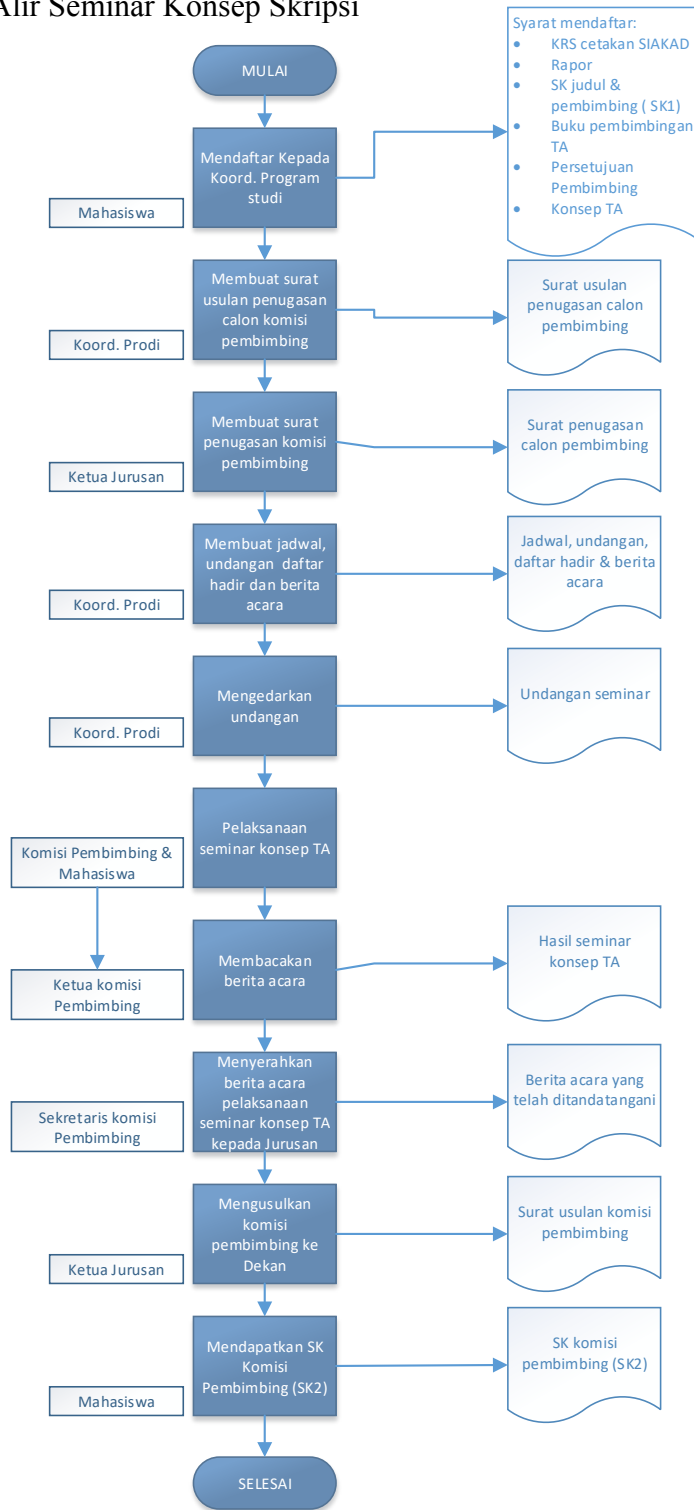 Alir Seminar Konsep Skripsi
MULAI
Syarat mendaftar:
• KRS cetakan SIAKAD
• Rapor
• SK judul &
pembimbing ( SK1)
• Buku pembimbingan
TA
• Persetujuan
Pembimbing
• Konsep TA
Mendaftar Kepada
Koord. Program
studi
Mahasiswa
Membuat surat
usulan penugasan
calon komisi
pembimbing
Koord. Prodi
Surat usulan
penugasan calon
pembimbing
Membuat surat
penugasan komisi
pembimbing
Ketua Jurusan
Surat penugasan
calon pembimbing
Membuat jadwal,
undangan daftar
hadir dan berita
acara
Koord. Prodi
Jadwal, undangan,
daftar hadir & berita
acara
Mengedarkan
undangan
Koord. Prodi
Undangan seminar
Pelaksanaan
seminar konsep TA
Komisi Pembimbing &
Mahasiswa
Membacakan
berita acara
Ketua komisi
Pembimbing
Hasil seminar
konsep TA
Menyerahkan
berita acara
pelaksanaan
seminar konsep TA
kepada Jurusan
Sekretaris komisi
Pembimbing
Berita acara yang
telah ditandatangani
Mengusulkan
komisi
pembimbing ke
Dekan
Ketua Jurusan
Surat usulan komisi
pembimbing
Mendapatkan SK
Komisi
Pembimbing (SK2)
Mahasiswa
SK komisi
pembimbing (SK2)
SELESAI